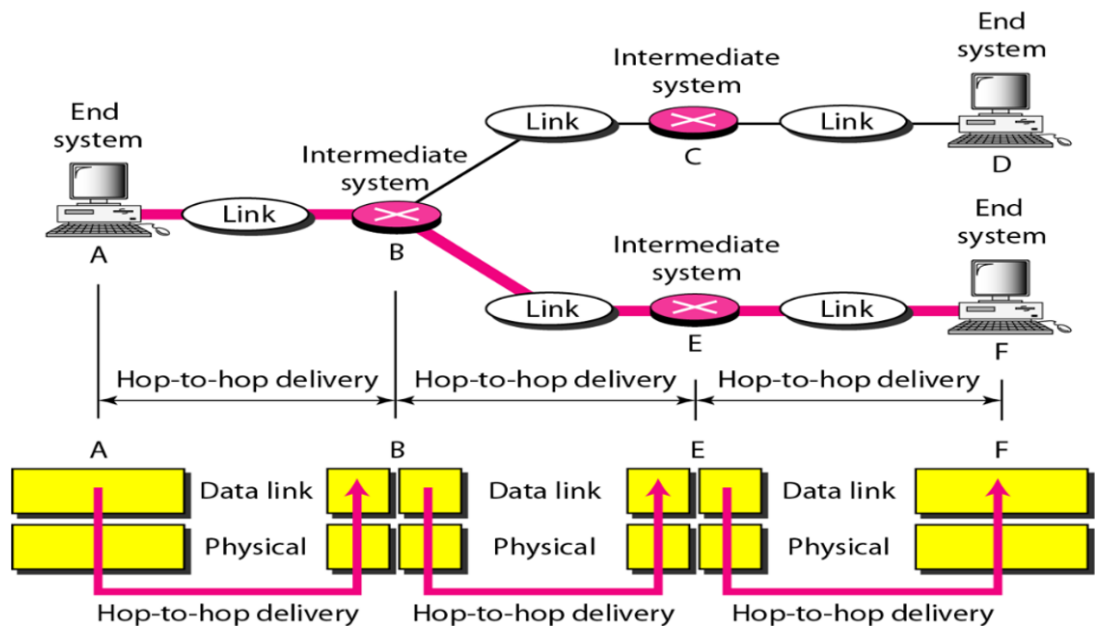 End
system
Intermediate
system
Link
Link
C
D
End
system
Intermediate
system
Link
A
B
End
system
Intermediate
system
Link
Link
E
F
Hop-to-hop delivery
Hop-to-hop delivery
Hop-to-hop delivery
A
B
E
F
Data link
Data link
Data link
Physical
Physical
Physical
Hop-to-hop delivery
Hop-to-hop delivery
Hop-to-hop delivery